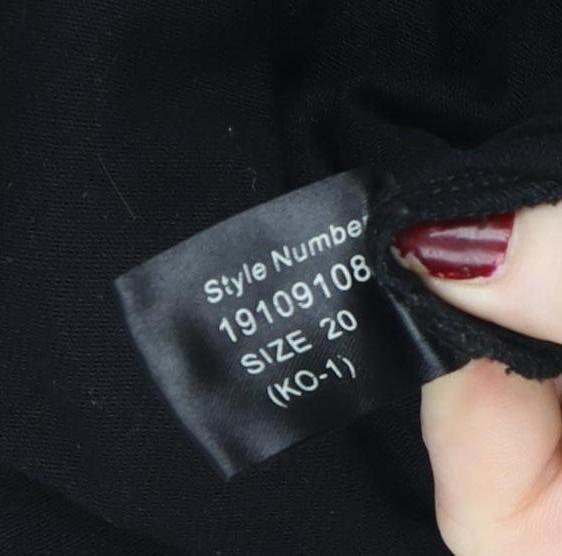 Style Number
19109108
SIZE 20
(KO-1)